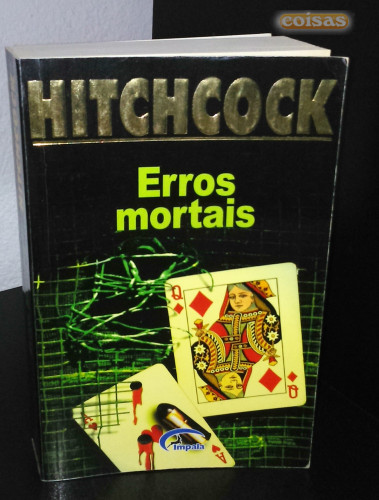 coisas
HITCHCOCK
Erros
mortais
Q
Q
A
A
Impala